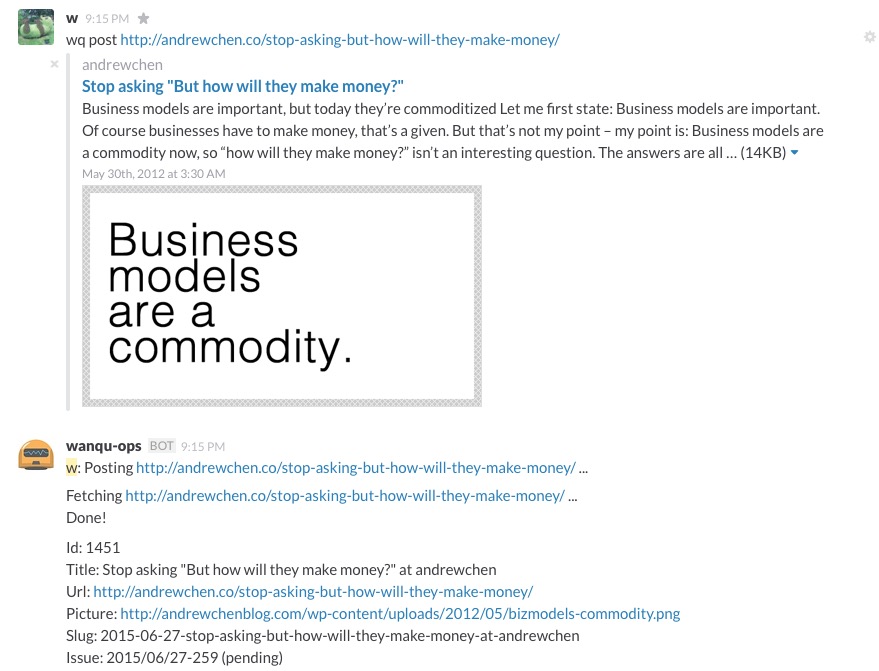 w 9:15 PM ★
wq post http://andrewchen.co/stop-asking-but-how-will-they-make-money/
andrewchen
Stop asking "But how will they make money?"
Business models are important, but today they’re commoditized Let me first state: Business models are important.
Of course businesses have to make money, that’s a given. But that’s not my point – my point is: Business models are
a commodity now, so “how will they make money?” isn’t an interesting question. The answers are all … (14KB)
May 30th, 2012 at 3:30 AM
Business
models
are a
commodity.
wanqu-ops BOT 9:15 PM
w: Posting http://andrewchen.co/stop-asking-but-how-will-they-make-money/ ...
Fetching http://andrewchen.co/stop-asking-but-how-will-they-make-money/ ...
Done!
Id: 1451
Title: Stop asking "But how will they make money?" at andrewchen
Url: http://andrewchen.co/stop-asking-but-how-will-they-make-money/
Picture: http://andrewchenblog.com/wp-content/uploads/2012/05/bizmodels-commodity.png
Slug: 2015-06-27-stop-asking-but-how-will-they-make-money-at-andrewchen
Issue: 2015/06/27-259 (pending)